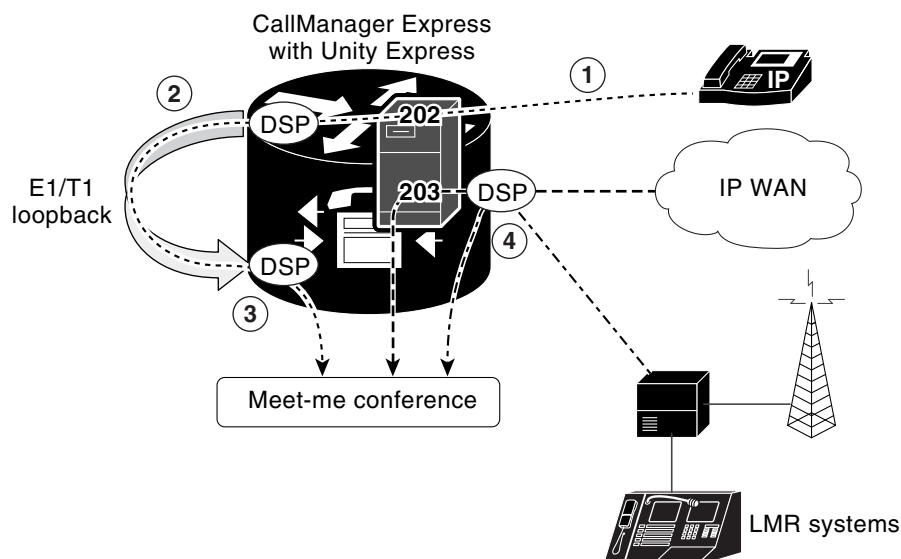 CallManager Express
with Unity Express
1
2
IP
DSP
202
E1/T1
loopback
203
DSP
IP WAN
4
DSP
3
Meet-me conference
LMR systems